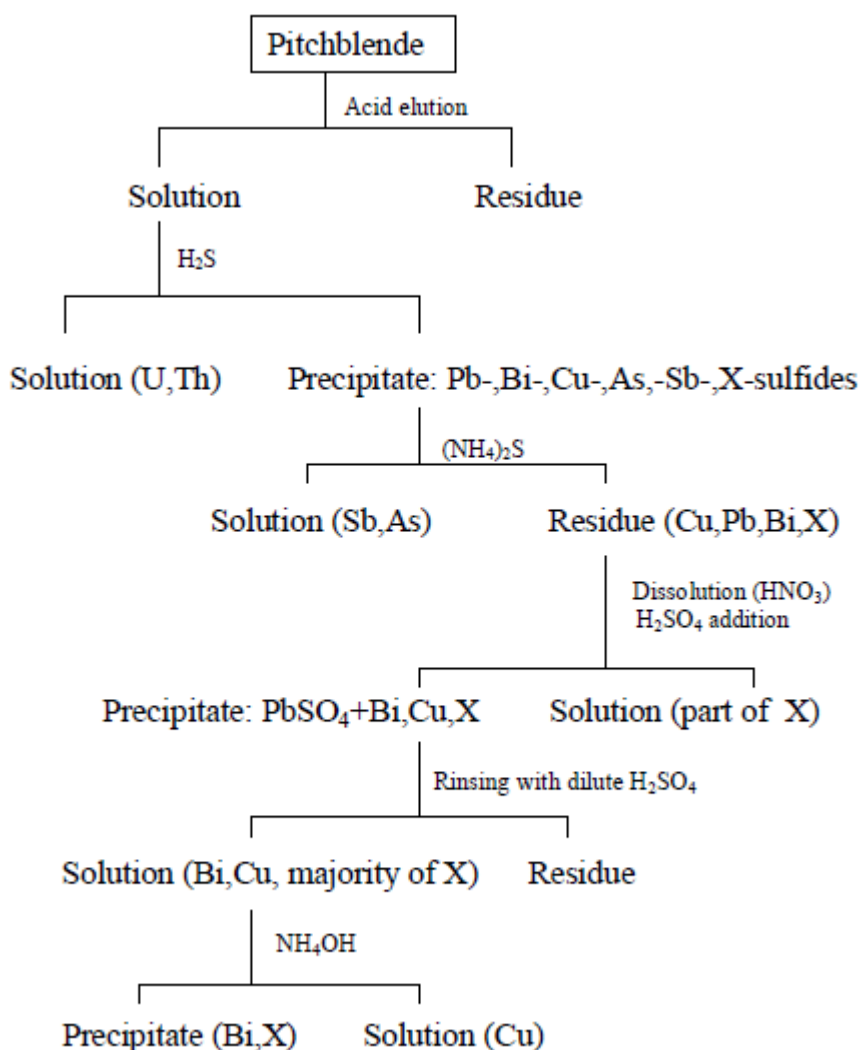 Pitchblende
Acid elution
Solution Residue
H₂S
Solution (U,Th) Precipitate: Pb-,Bi-,Cu-,As,-Sb-,X-sulfides
(NH₄)₂S
Solution (Sb,As) Residue (Cu,Pb,Bi,X)
Dissolution (HNO₃)
H₂SO₄ addition
Precipitate: PbSO₄+Bi,Cu,X Solution (part of X)
Rinsing with dilute H₂SO₄
Solution (Bi,Cu, majority of X) Residue
NH₄OH
Precipitate (Bi,X) Solution (Cu)